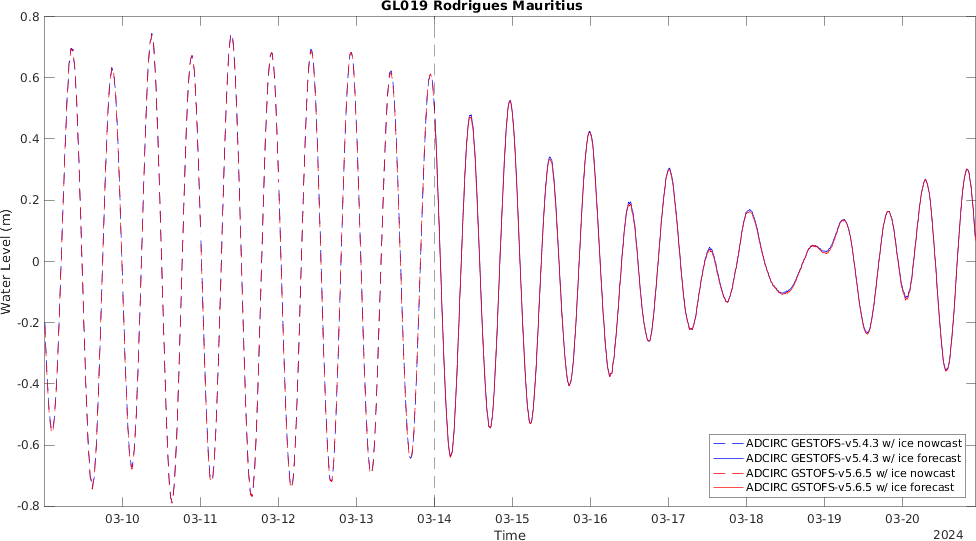 GL019 Rodrigues Mauritius
0.8
0.6
0.4
0.2
0
-0.2
-0.4
-0.6
-0.8
Water Level (m)
ADCIRC GESTOFS-v5.4.3 w/ ice nowcast
ADCIRC GESTOFS-v5.4.3 w/ ice forecast
ADCIRC GSTOFS-v5.6.5 w/ ice nowcast
ADCIRC GSTOFS-v5.6.5 w/ ice forecast
03-10 03-11 03-12 03-13 03-14 03-15 03-16 03-17 03-18 03-19 03-20
Time
2024